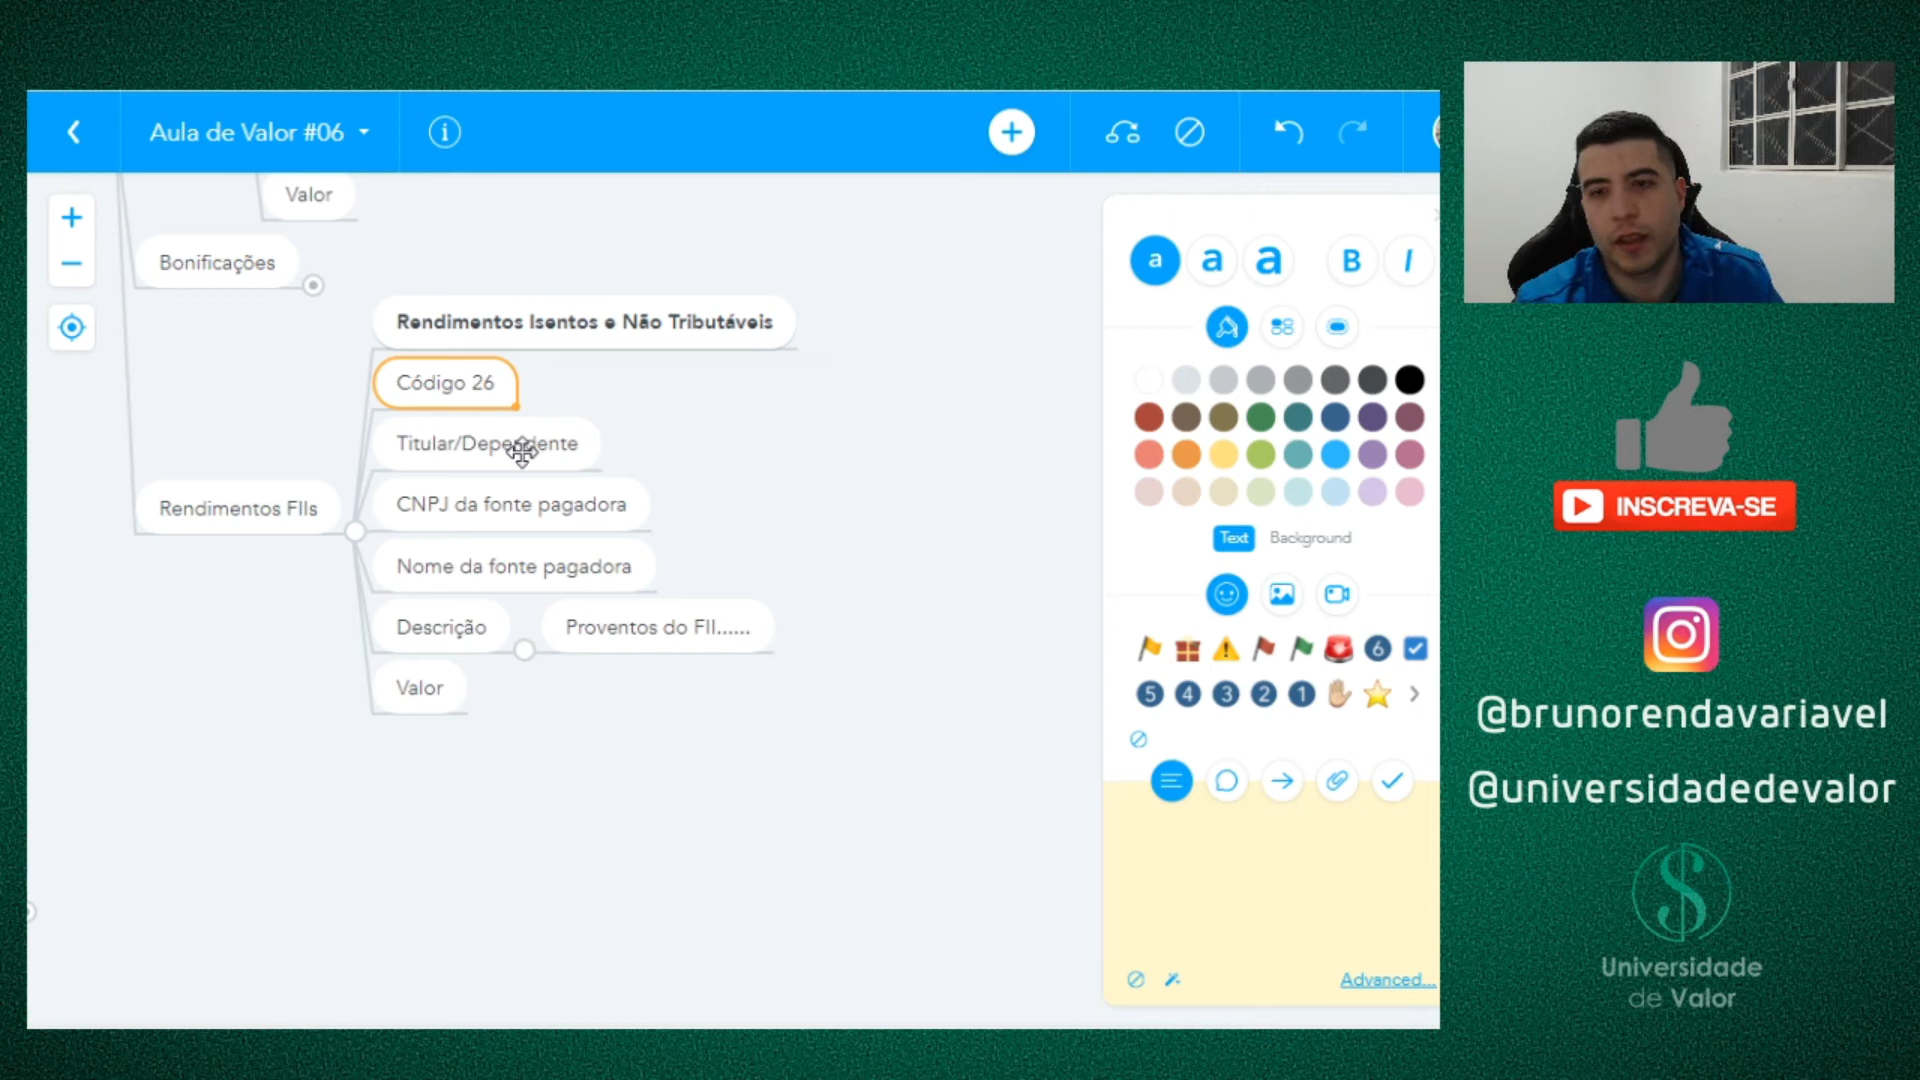 Aula de Valor #06
Valor
Bonificações
Rendimentos Isentos e Não Tributáveis
Código 26
Titular/Dependente
CNPJ da fonte pagadora
Rendimentos FIIs
Nome da fonte pagadora
Descrição
Proventos do FII......
Valor
a a a B I
Text Background
6
5 4 3 2 1
Advanced...
INSCREVA-SE
@brunorendavariavel
@universidadedevalor
Universidade
de Valor